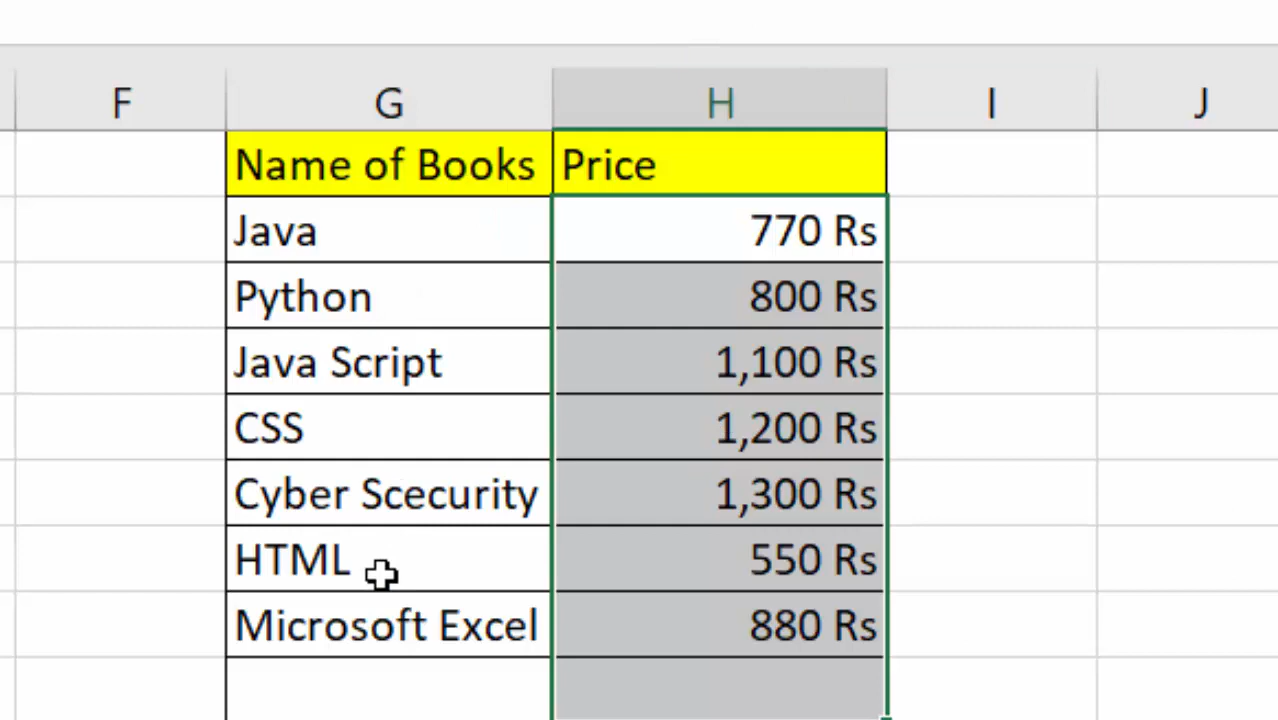 F G H I J
Name of Books Price
Java 770 Rs
Python 800 Rs
Java Script 1,100 Rs
CSS 1,200 Rs
Cyber Scecurity 1,300 Rs
HTML 550 Rs
Microsoft Excel 880 Rs